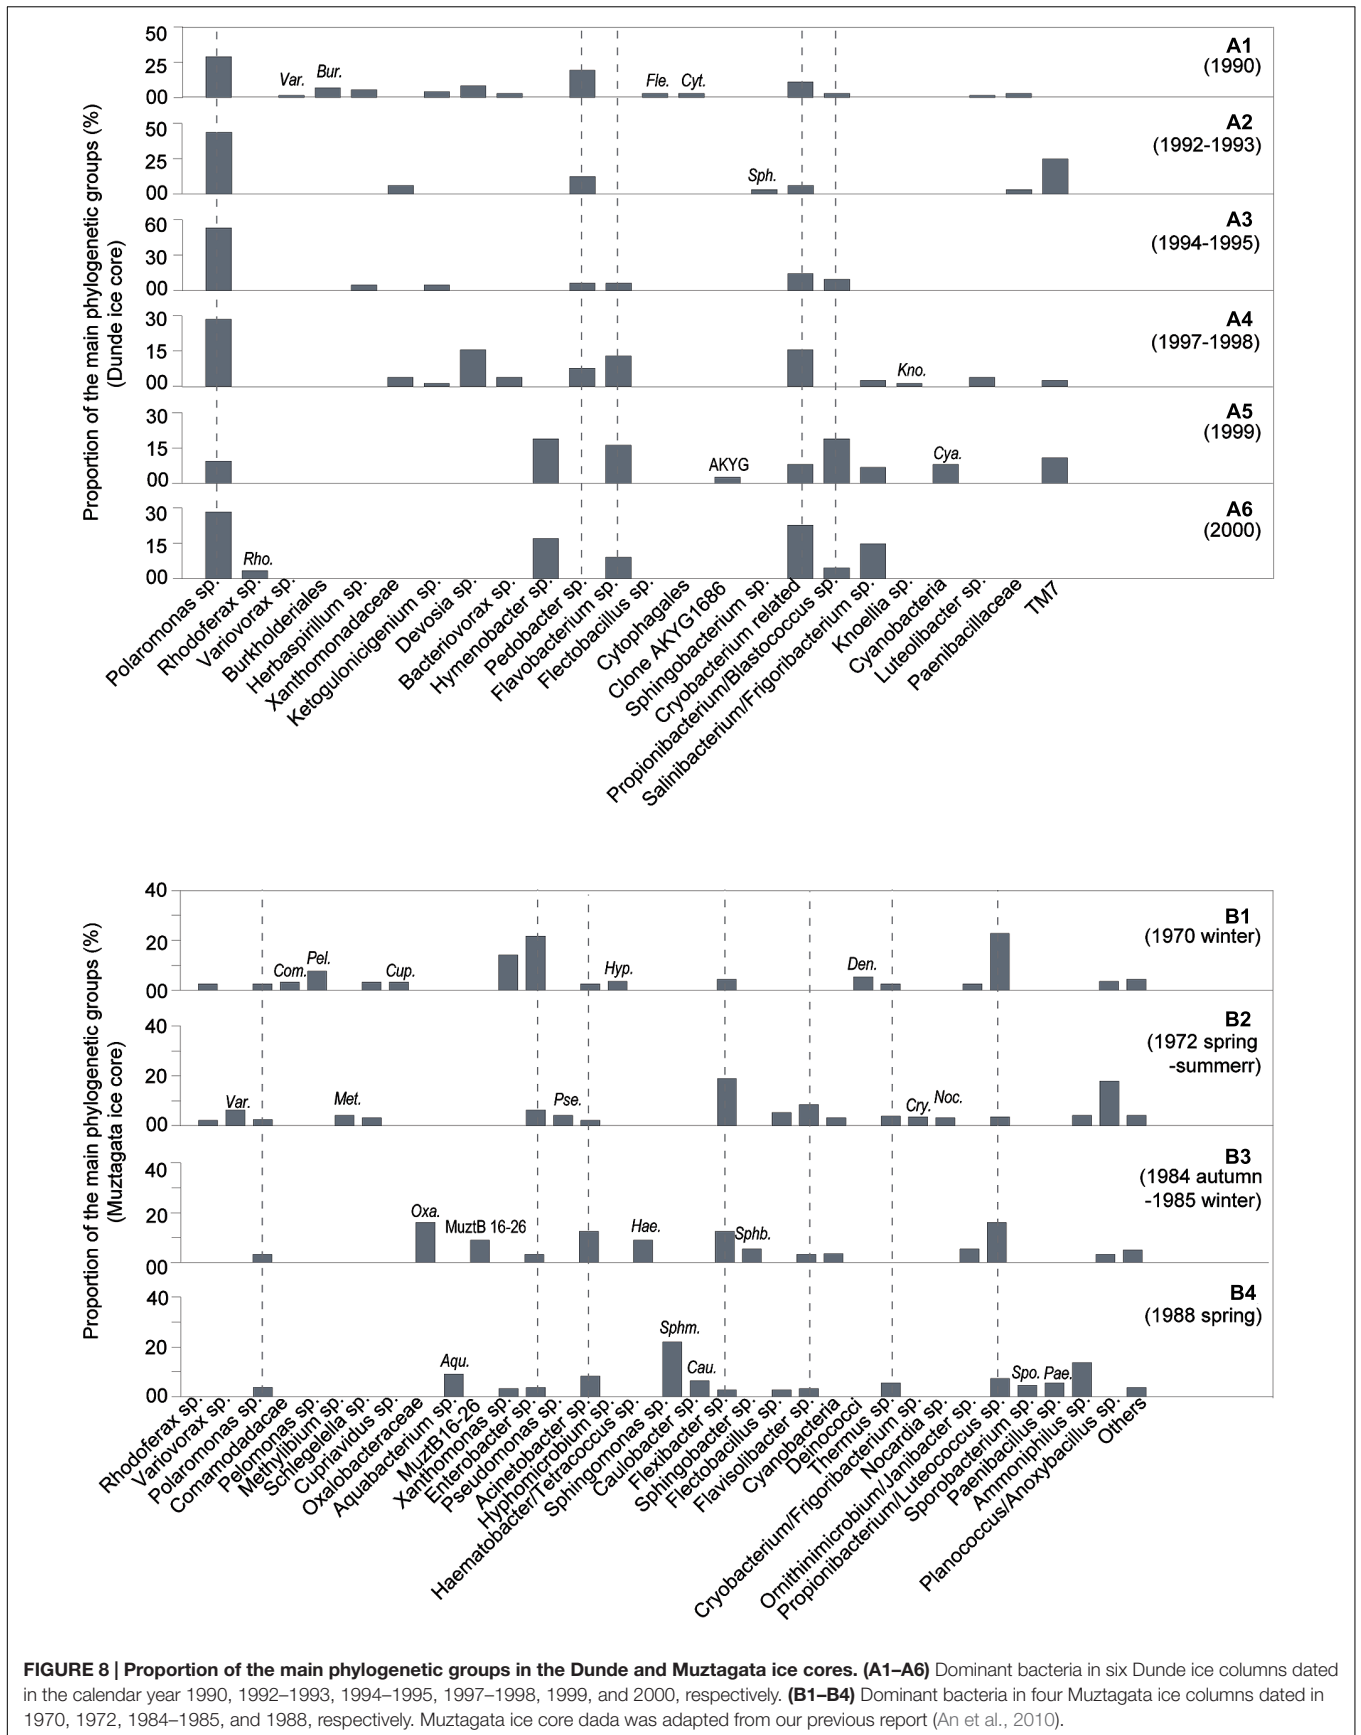 Proportion of the main phylogenetic groups (%)
(Dunde ice core)
50
25
00
Var.
Bur.
Fle.
Cyt.
A1
(1990)
50
25
00
Sph.
A2
(1992-1993)
60
30
00
A3
(1994-1995)
30
15
00
Kno.
A4
(1997-1998)
30
15
00
AKYG
Cya.
A5
(1999)
30
15
00
Rho.
A6
(2000)
Polaromonas sp.
Rhodoferax sp.
Variovorax sp.
Burkholderiales
Herbaspirillum sp.
Xanthomonadaceae
Ketogulonicigenium sp.
Devosia sp.
Bacteriovorax sp.
Hymenobacter sp.
Pedobacter sp.
Flavobacterium sp.
Flectobacillus sp.
Cytophagales
Clone AKYG1686
Sphingobacterium sp.
Cryobacterium related
Propionibacterium/Blastococcus sp.
Salinibacterium/Frigoribacterium sp.
Knoellia sp.
Cyanobacteria
Luteolibacter sp.
Paenibacillaceae
TM7
Proportion of the main phylogenetic groups (%)
(Muztagata ice core)
40
20
00
Com.
Pel.
Cup.
Hyp.
Den.
B1
(1970 winter)
40
20
00
Var.
Met.
Pse.
Cry.
Noc.
B2
(1972 spring
-summerr)
40
20
00
Oxa.
MuztB 16-26
Hae.
Sphb.
B3
(1984 autumn
-1985 winter)
40
20
00
Aqu.
Sphm.
Cau.
Spo.
Pae.
B4
(1988 spring)
Rhodoferax sp.
Variovorax sp.
Polaromonas sp.
Comamodadacae
Pelomonas sp.
Methylibium sp.
Schlegelella sp.
Cupriavidus sp.
Oxalobacteraceae
Aquabacterium sp.
MuztB16-26
Xanthomonas sp.
Enterobacter sp.
Pseudomonas sp.
Acinetobacter sp.
Hyphomicrobium sp.
Haematobacter/Tetracoccus sp.
Sphingomonas sp.
Caulobacter sp.
Flexibacter sp.
Sphingobacter sp.
Flectobacillus sp.
Flavisolibacter sp.
Cyanobacteria
Deinococci
Thermus sp.
Cryobacterium/Frigoribacterium sp.
Nocardia sp.
Ornithinimicrobium/Janibacter sp.
Propionibacterium/Luteococcus sp.
Sporobacterium sp.
Paenibacillus sp.
Ammoniphilus sp.
Planococcus/Anoxybacillus sp.
Others
FIGURE 8 | Proportion of the main phylogenetic groups in the Dunde and Muztagata ice cores. (A1–A6) Dominant bacteria in six Dunde ice columns dated
in the calendar year 1990, 1992–1993, 1994–1995, 1997–1998, 1999, and 2000, respectively. (B1–B4) Dominant bacteria in four Muztagata ice columns dated in
1970, 1972, 1984–1985, and 1988, respectively. Muztagata ice core dada was adapted from our previous report (An et al., 2010).